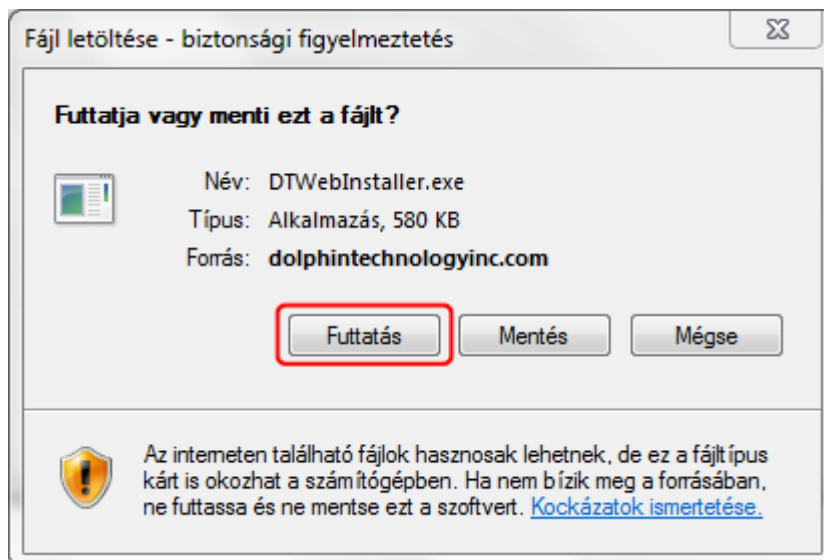 Fájl letöltése - biztonsági figyelmeztetés
Futtatja vagy menti ezt a fájlt?
Név: DTWebInstaller.exe
Típus: Alkalmazás, 580 KB
Forrás: dolphintechnologyinc.com
Futtatás Mentés Mégse
Az interneten található fájlok hasznosak lehetnek, de ez a fájltípus
kárt is okozhat a számítógépben. Ha nem bízik meg a forrásában,
ne futtassa és ne mentse ezt a szoftvert. Kockázatok ismertetése.